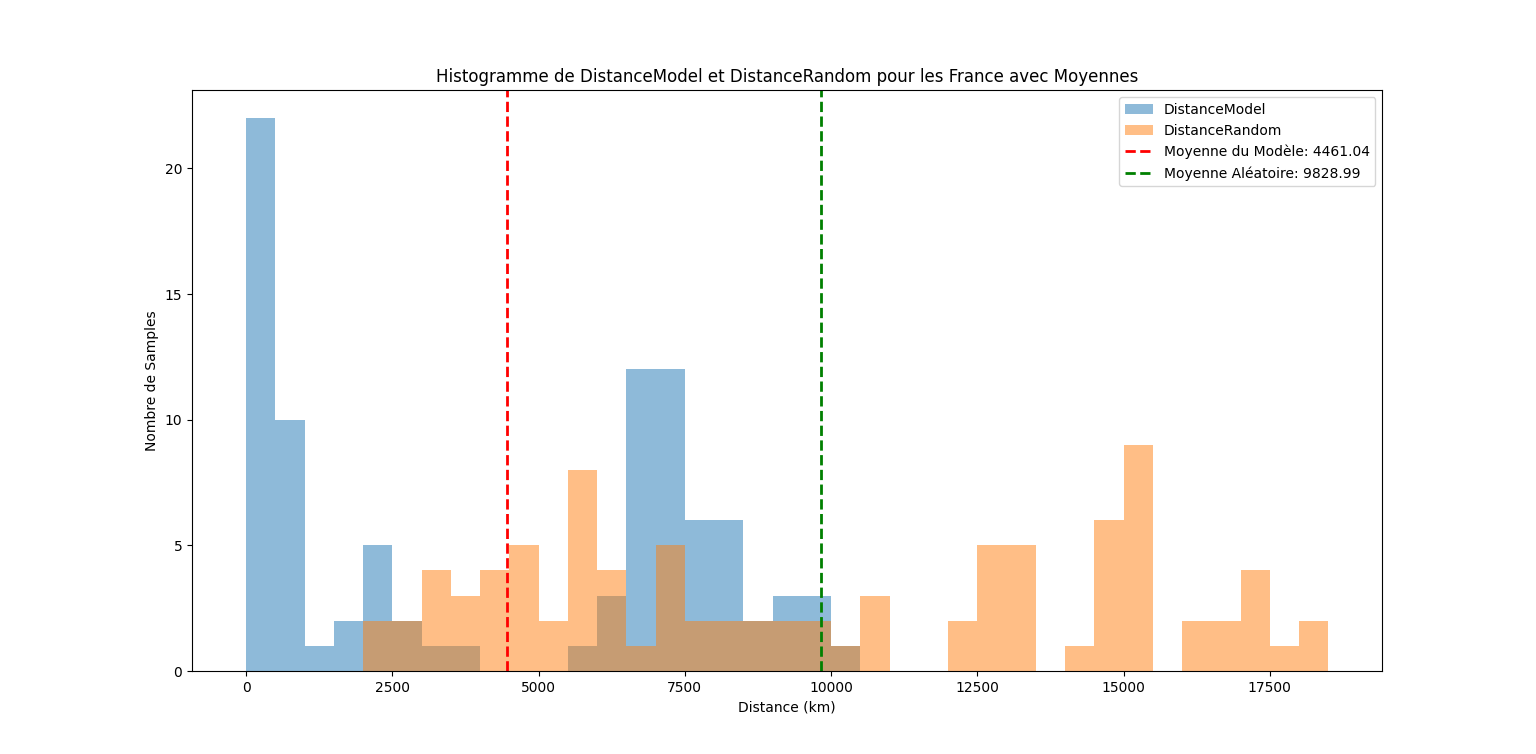 Histogramme de DistanceModel et DistanceRandom pour les France avec Moyennes
DistanceModel
DistanceRandom
Moyenne du Modèle: 4461.04
Moyenne Aléatoire: 9828.99
Nombre de Samples
20
15
10
5
0
0 2500 5000 7500 10000 12500 15000 17500
Distance (km)